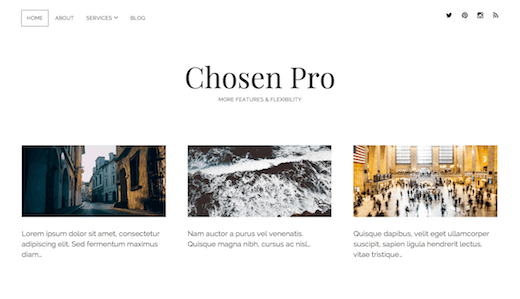 HOME ABOUT SERVICES BLOG
Chosen Pro
MORE FEATURES & FLEXIBILITY
Lorem ipsum dolor sit amet, consectetur
adipiscing elit. Sed fermentum maximus
diam...
Nam auctor a purus vel venenatis.
Quisque magna nibh, cursus ac nisl...
Quisque dapibus, velit eget ullamcorper
suscipit, sapien ligula hendrerit lectus,
vitae tristique...